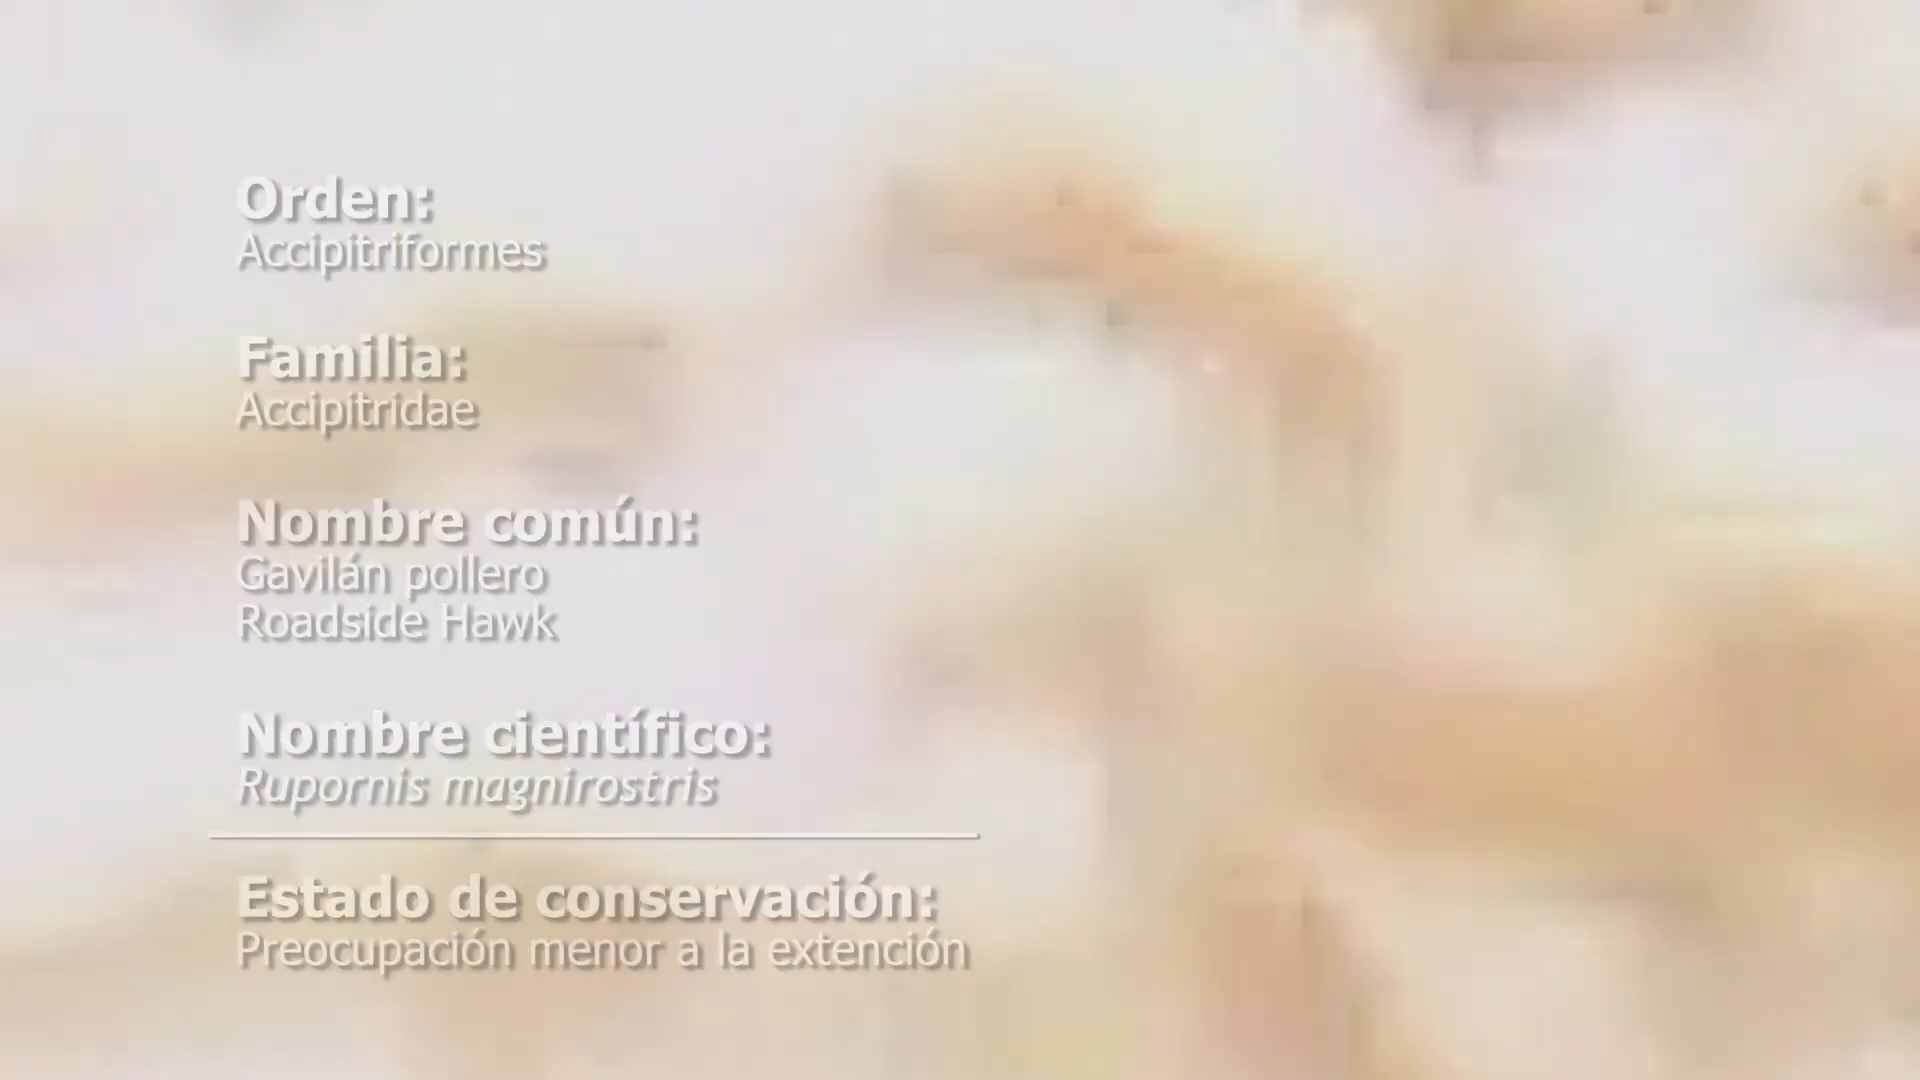 Orden:
Accipitriformes
Familia:
Accipitridae
Nombre común:
Gavilán pollero
Roadside Hawk
Nombre científico:
Rupornis magnirostris
Estado de conservación:
Preocupación menor a la extención